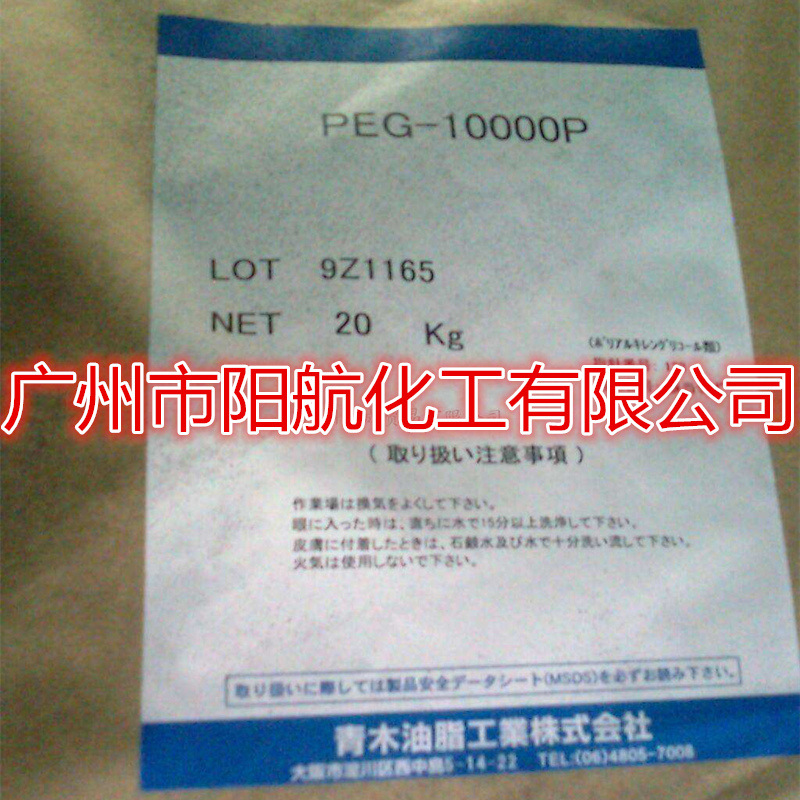 PEG-10000P
LOT 9Z1165
NET 20 Kg
(ポリアルキレングリコール類)
广州市阳航化工有限公司
(取り扱い注意事項)
作業場は換気をよくして下さい。
眼に入った時は、直ちに水で15分以上洗浄して下さい。
皮膚に付着したときは、石鹸水及び水で十分洗い流して下さい。
火気は使用しないで下さい。
取り扱いに際しては製品安全データシート(MSDS)を必ずお読み下さい。
青木油脂工業株式会社
大阪市淀川区西中島5-14-22 TEL:(06)4805-7008